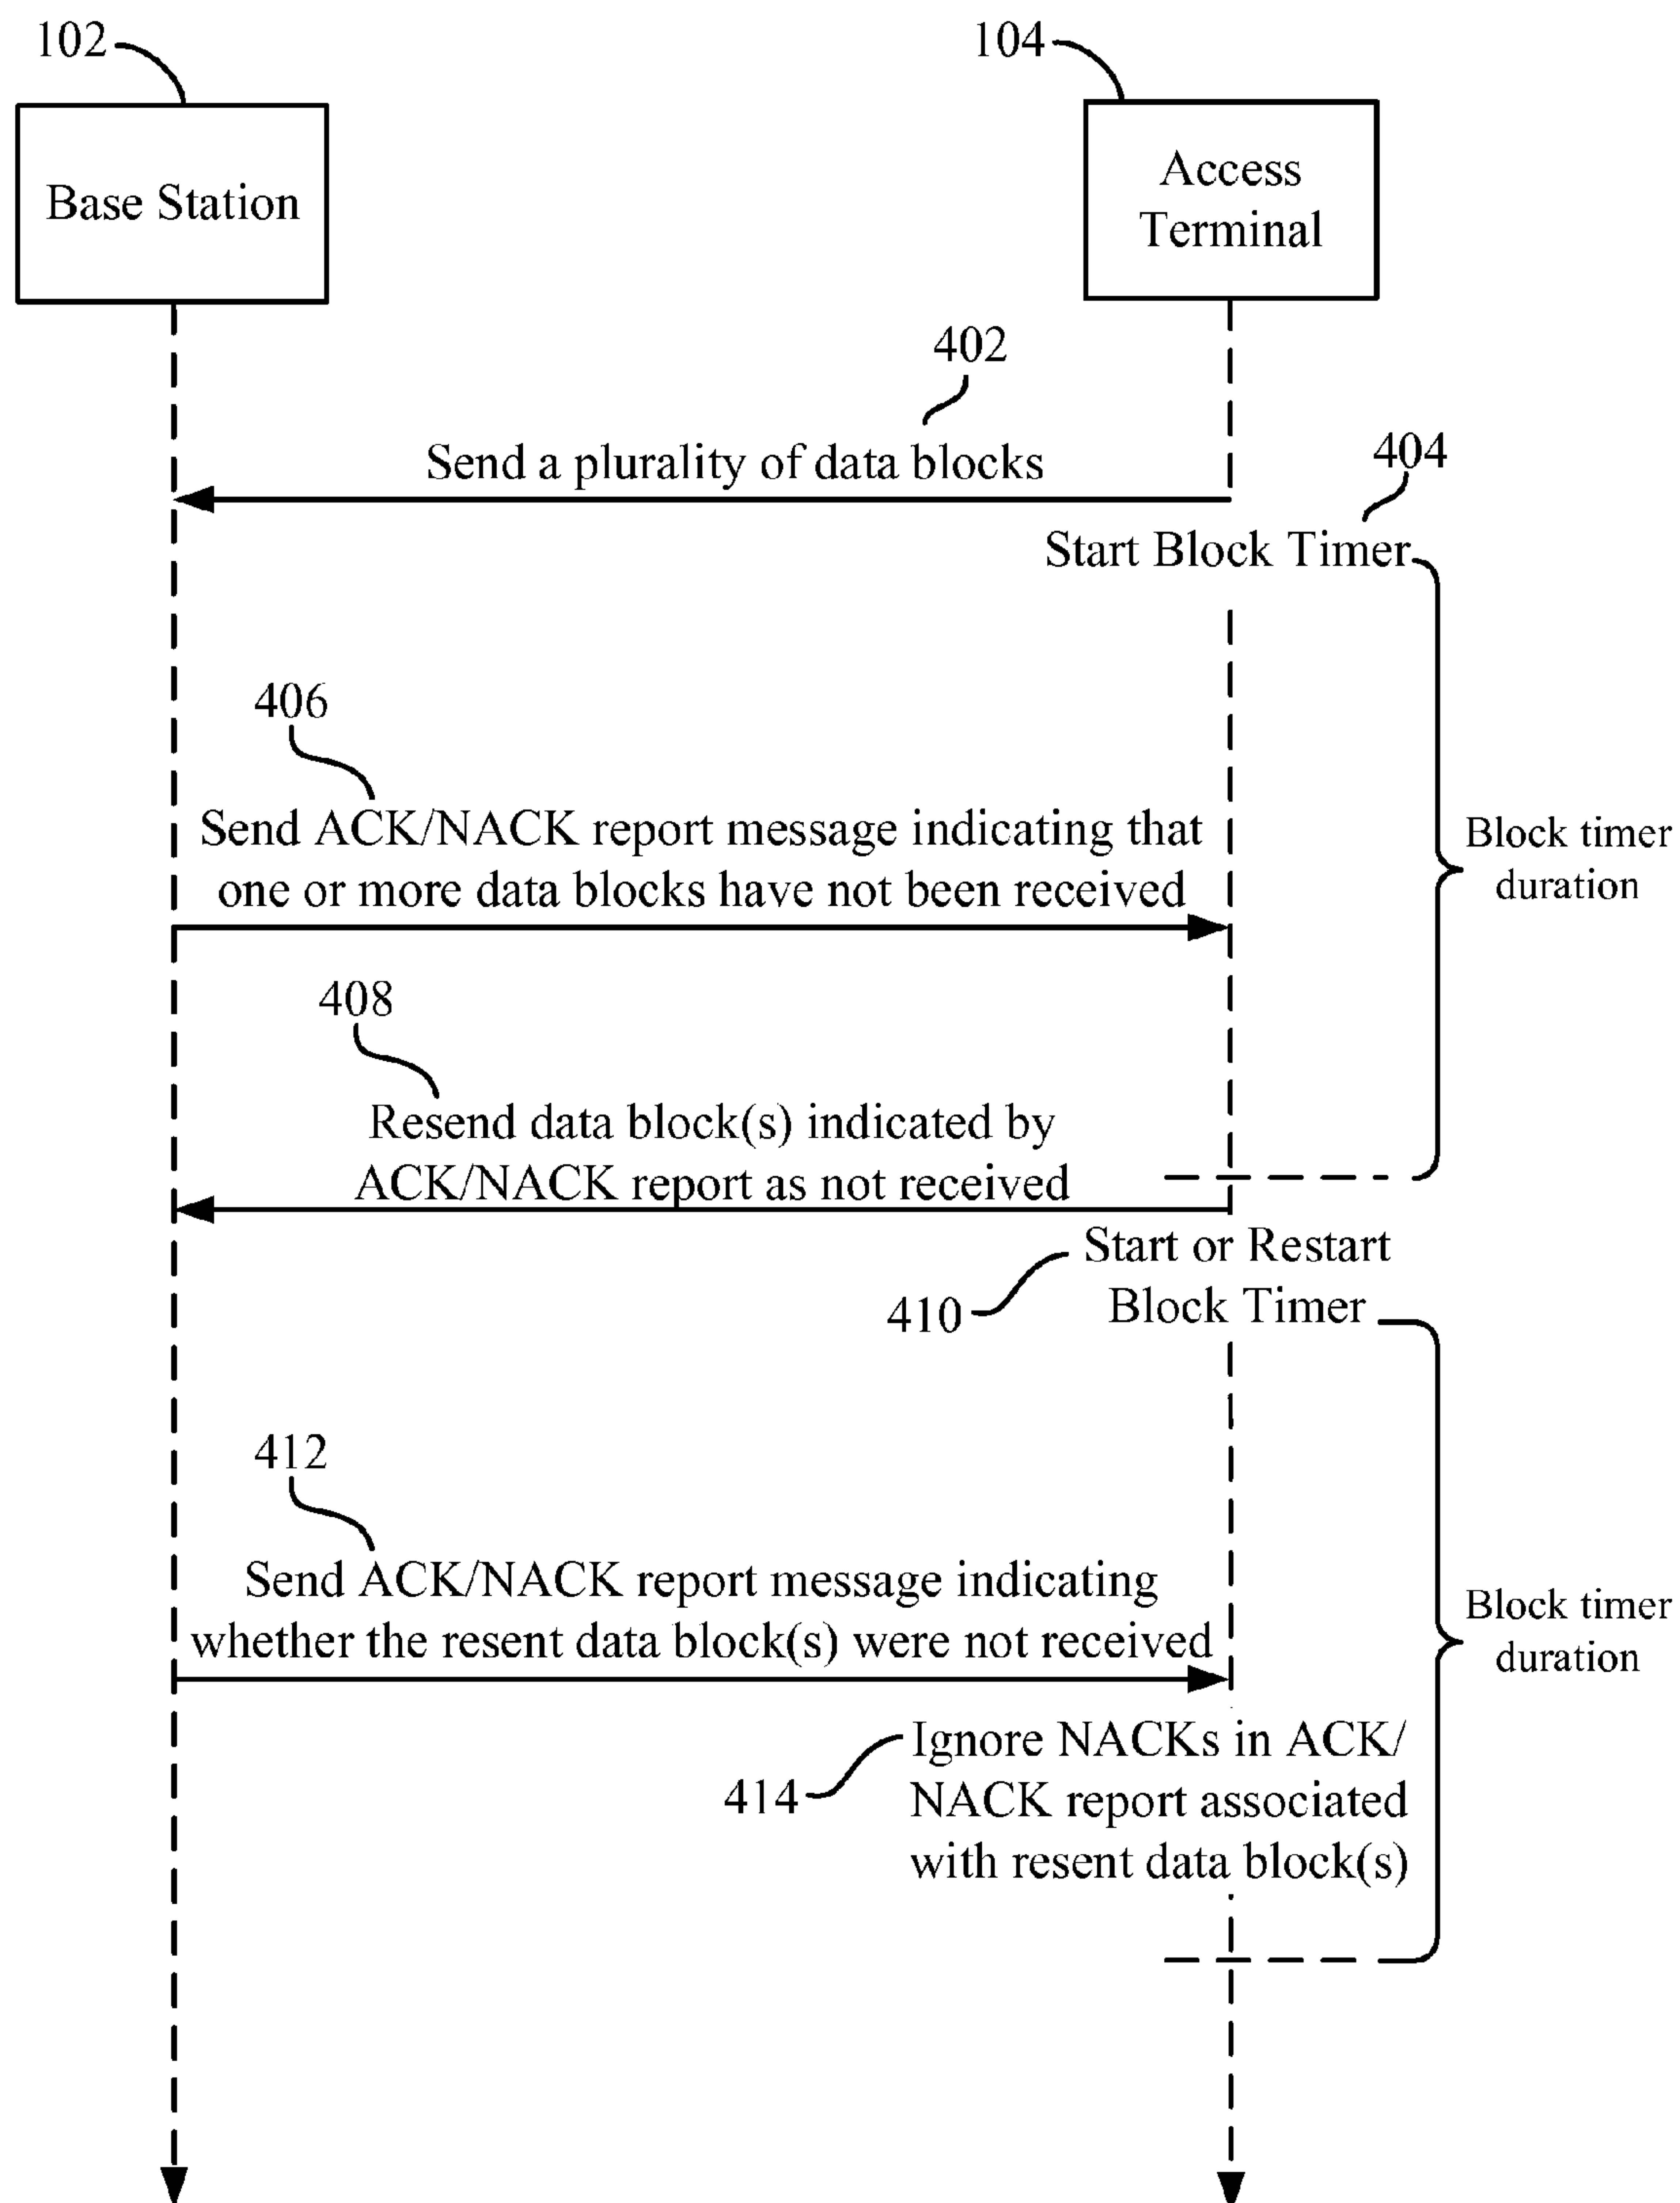 102
104
Base Station
Access
Terminal
402
Send a plurality of data blocks
404
Start Block Timer
406
Send ACK/NACK report message indicating that
one or more data blocks have not been received
Block timer
duration
408
Resend data block(s) indicated by
ACK/NACK report as not received
Start or Restart
Block Timer
410
412
Send ACK/NACK report message indicating
whether the resent data block(s) were not received
Block timer
duration
Ignore NACKs in ACK/
NACK report associated
with resent data block(s)
414